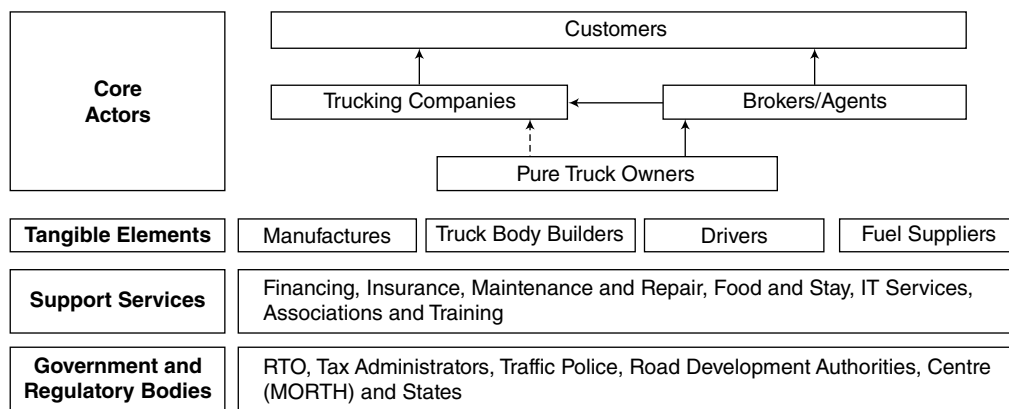 Core
Actors
Customers
Trucking Companies
Brokers/Agents
Pure Truck Owners
Tangible Elements
Manufactures
Truck Body Builders
Drivers
Fuel Suppliers
Support Services
Financing, Insurance, Maintenance and Repair, Food and Stay, IT Services,
Associations and Training
Government and
Regulatory Bodies
RTO, Tax Administrators, Traffic Police, Road Development Authorities, Centre
(MORTH) and States